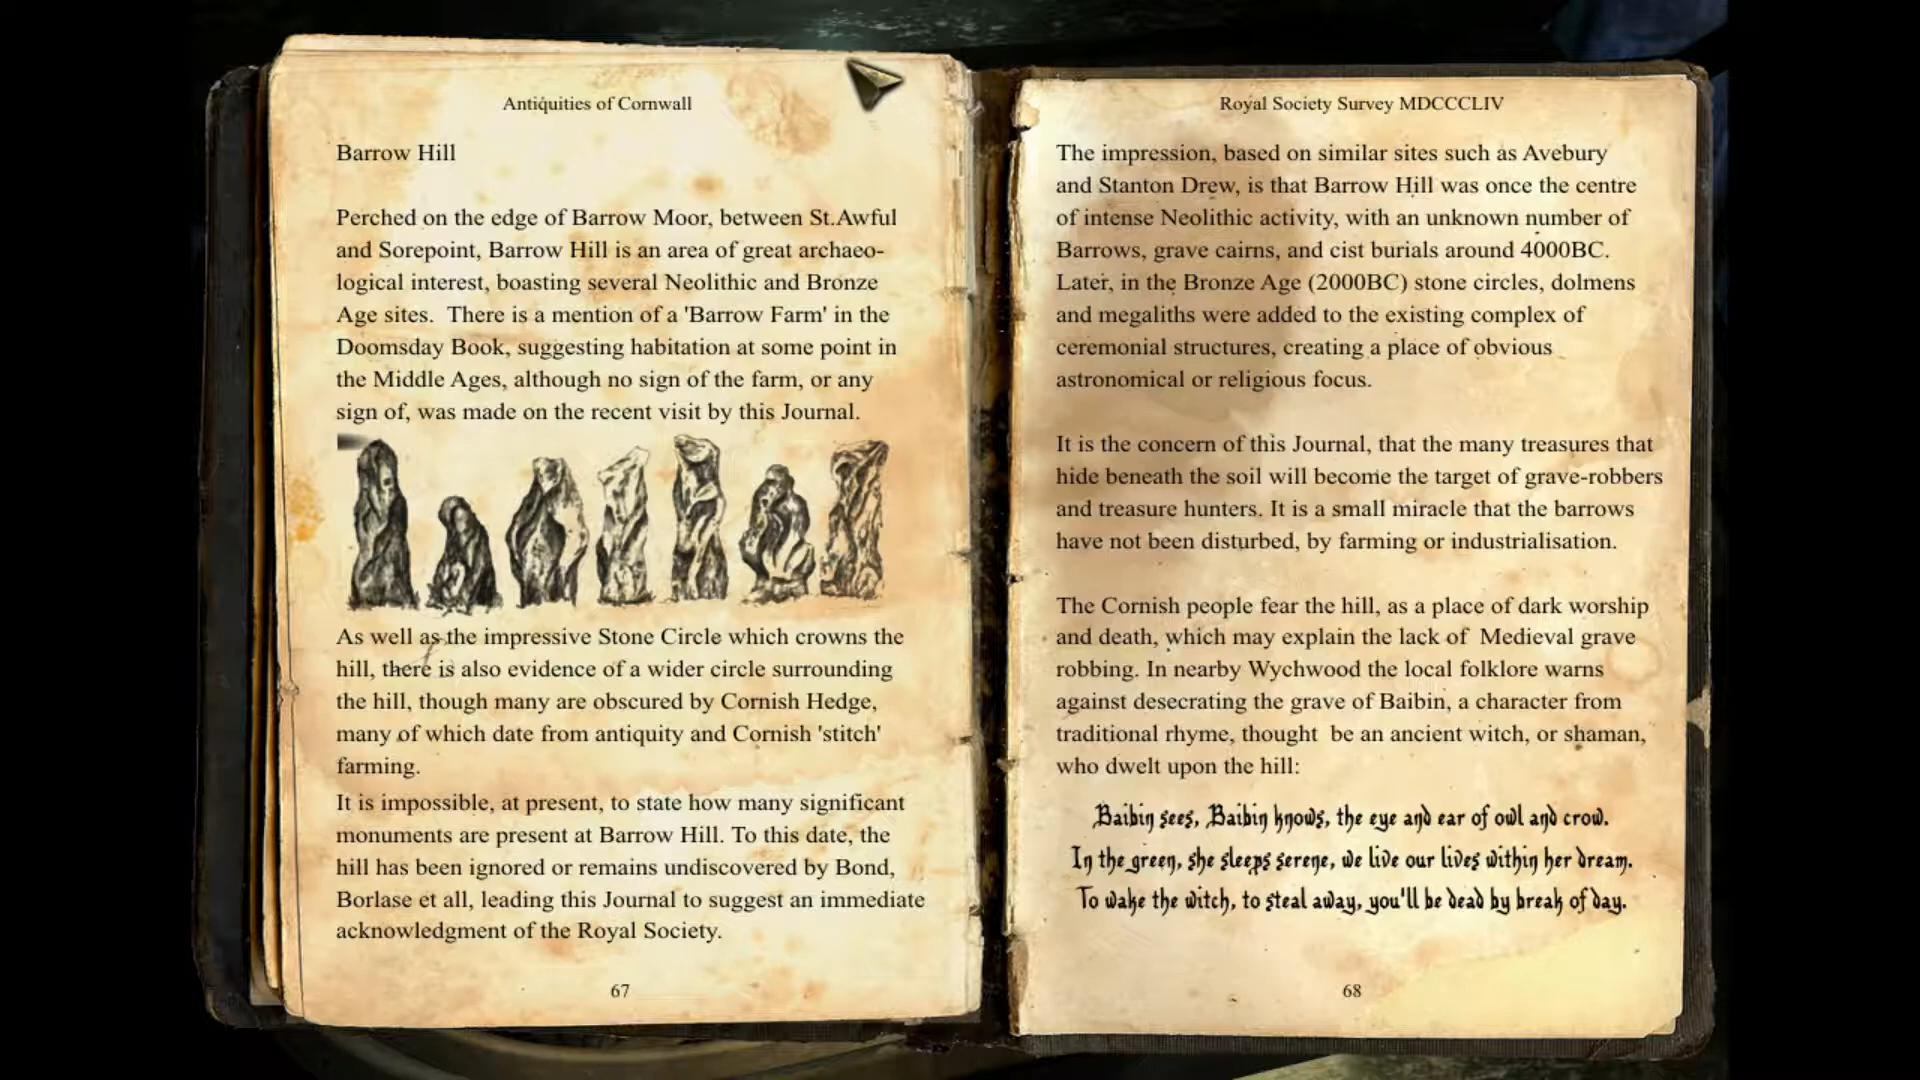 Antiquities of Cornwall
Barrow Hill
Perched on the edge of Barrow Moor, between St.Awful
and Sorepoint, Barrow Hill is an area of great archaeo-
logical interest, boasting several Neolithic and Bronze
Age sites.  There is a mention of a 'Barrow Farm' in the
Doomsday Book, suggesting habitation at some point in
the Middle Ages, although no sign of the farm, or any
sign of, was made on the recent visit by this Journal.
As well as the impressive Stone Circle which crowns the
hill, there is also evidence of a wider circle surrounding
the hill, though many are obscured by Cornish Hedge,
many of which date from antiquity and Cornish 'stitch'
farming.
It is impossible, at present, to state how many significant
monuments are present at Barrow Hill. To this date, the
hill has been ignored or remains undiscovered by Bond,
Borlase et all, leading this Journal to suggest an immediate
acknowledgment of the Royal Society.
67
Royal Society Survey MDCCCLIV
The impression, based on similar sites such as Avebury
and Stanton Drew, is that Barrow Hill was once the centre
of intense Neolithic activity, with an unknown number of
Barrows, grave cairns, and cist burials around 4000BC.
Later, in the Bronze Age (2000BC) stone circles, dolmens
and megaliths were added to the existing complex of
ceremonial structures, creating a place of obvious
astronomical or religious focus.
It is the concern of this Journal, that the many treasures that
hide beneath the soil will become the target of grave-robbers
and treasure hunters. It is a small miracle that the barrows
have not been disturbed, by farming or industrialisation.
The Cornish people fear the hill, as a place of dark worship
and death, which may explain the lack of  Medieval grave
robbing. In nearby Wychwood the local folklore warns
against desecrating the grave of Baibin, a character from
traditional rhyme, thought  be an ancient witch, or shaman,
who dwelt upon the hill:
Baibin sees, Baibin knows, the eye and ear of owl and crow.
In the green, she sleeps serene, we live our lives within her dream.
To wake the witch, to steal away, you'll be dead by break of day.
68